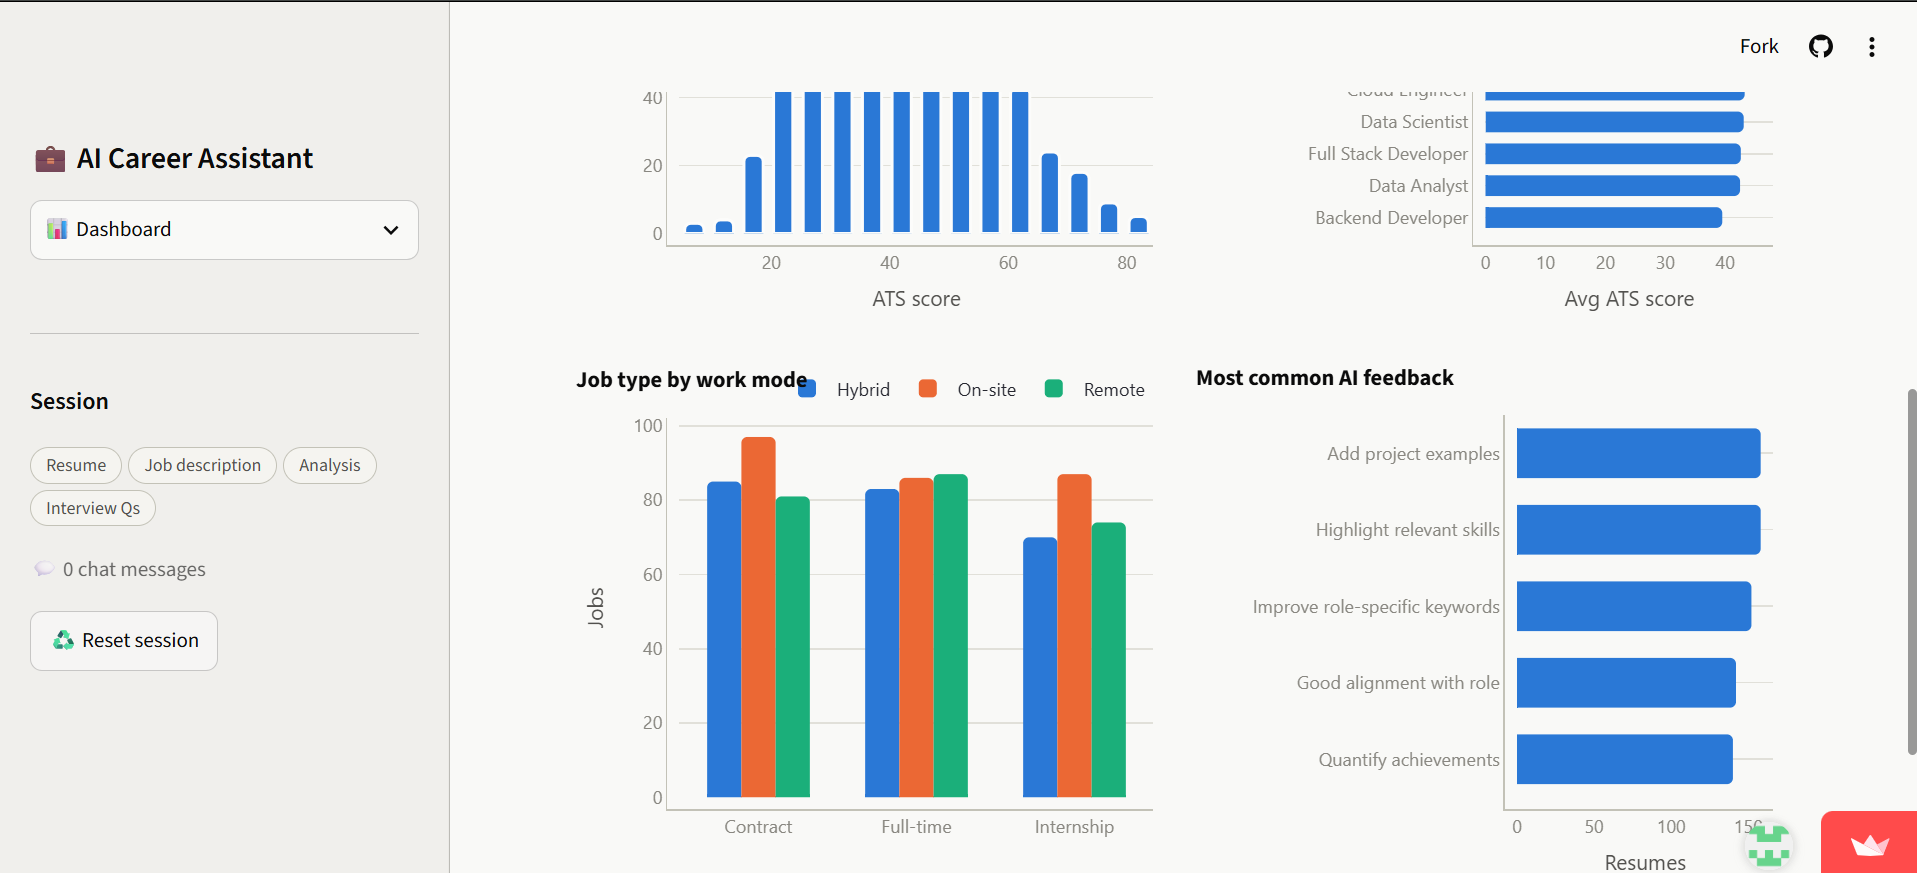 Fork
AI Career Assistant
Dashboard
Session
Resume
Job description
Analysis
Interview Qs
0 chat messages
Reset session
40
20
0
20
40
60
80
ATS score
Cloud Engineer
Data Scientist
Full Stack Developer
Data Analyst
Backend Developer
0
10
20
30
40
Avg ATS score
Job type by work mode
Hybrid
On-site
Remote
100
80
60
40
20
0
Jobs
Contract
Full-time
Internship
Most common AI feedback
Add project examples
Highlight relevant skills
Improve role-specific keywords
Good alignment with role
Quantify achievements
0
50
100
150
Resumes